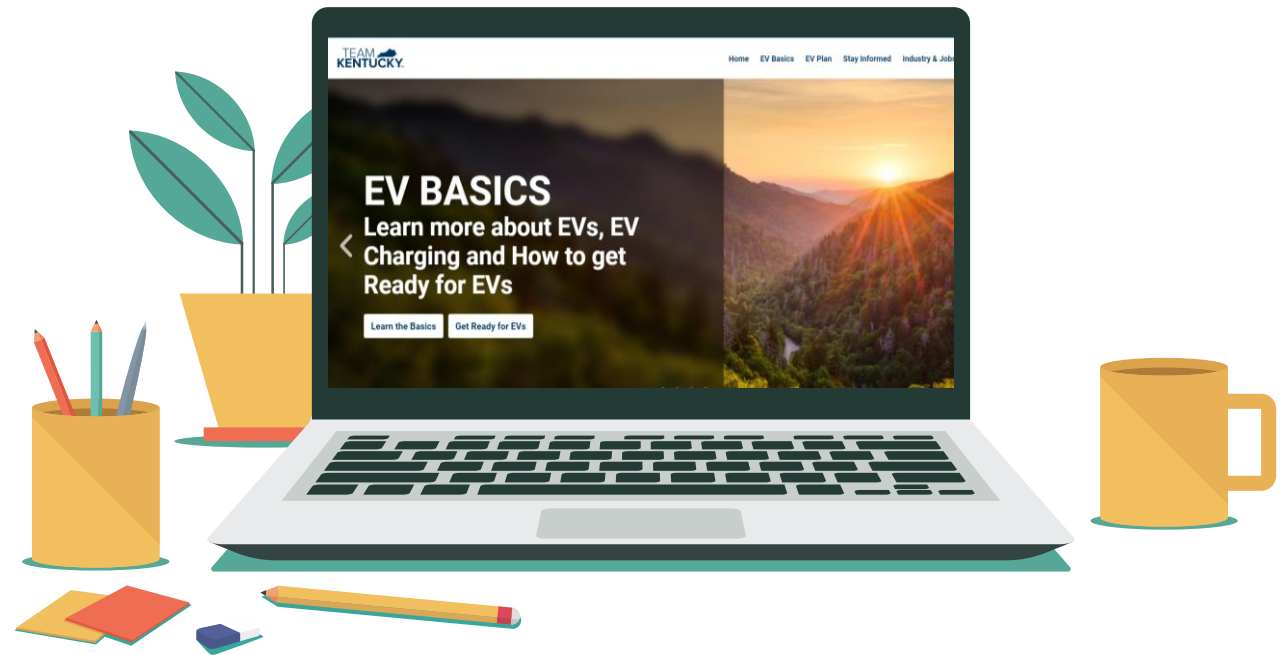 TEAM
KENTUCKY
Home EV Basics EV Plan Stay Informed Industry & Jobs
EV BASICS
Learn more about EVs, EV
Charging and How to get
Ready for EVs
Learn the Basics Get Ready for EVs